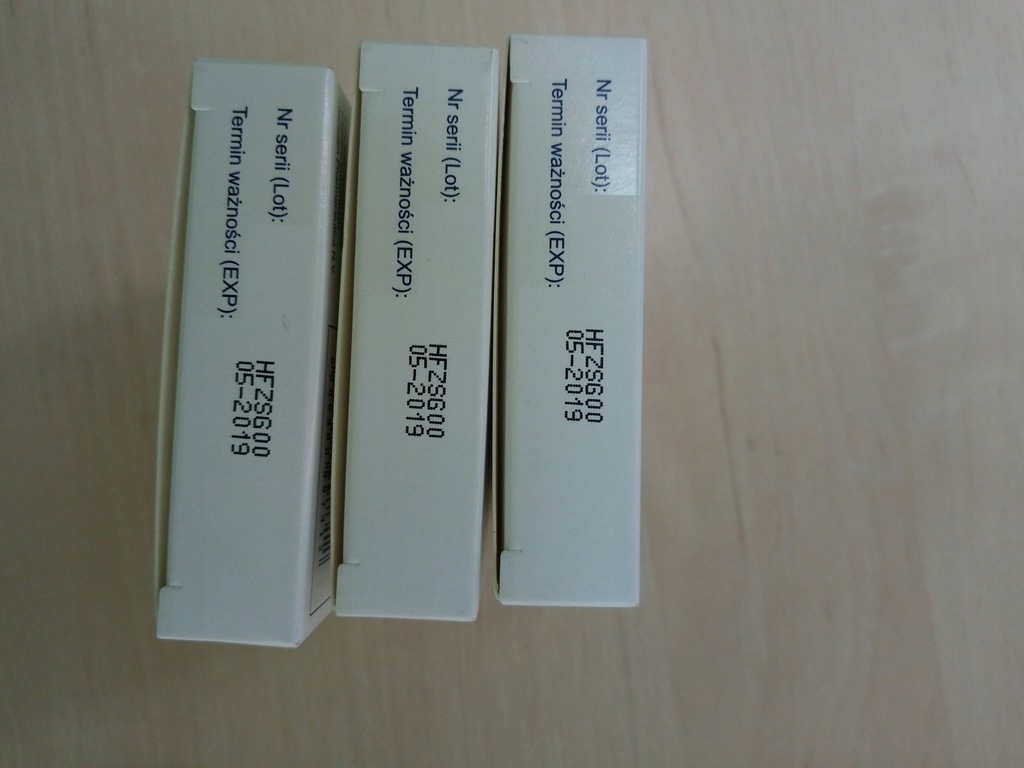 Nr serii (Lot):
Termin ważności (EXP):
HFZSG00
05-2019
Nr serii (Lot):
Termin ważności (EXP):
HFZSG00
05-2019
Nr serii (Lot):
Termin ważności (EXP):
HFZSG00
05-2019